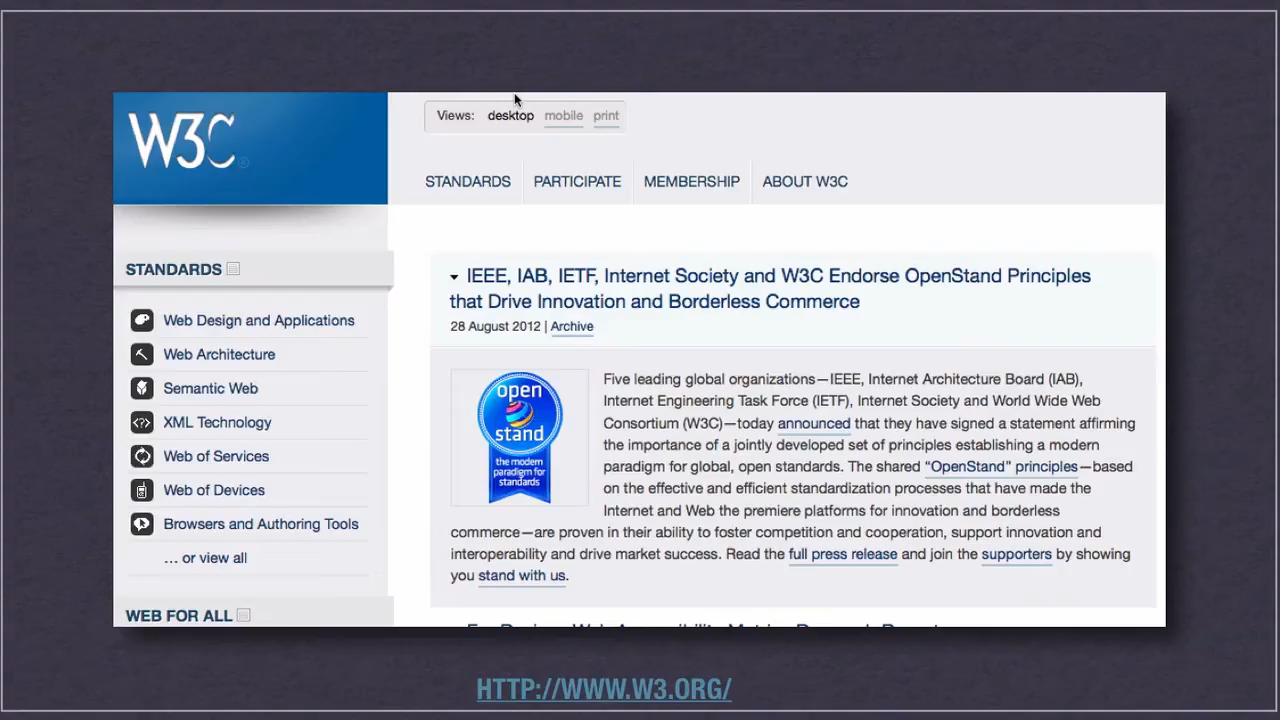 W3C®
Views: desktop mobile print
STANDARDS PARTICIPATE MEMBERSHIP ABOUT W3C
STANDARDS
Web Design and Applications
Web Architecture
Semantic Web
XML Technology
Web of Services
Web of Devices
Browsers and Authoring Tools
... or view all
WEB FOR ALL
IEEE, IAB, IETF, Internet Society and W3C Endorse OpenStand Principles
that Drive Innovation and Borderless Commerce
28 August 2012 | Archive
open
stand
the modern
paradigm for
standards
Five leading global organizations—IEEE, Internet Architecture Board (IAB),
Internet Engineering Task Force (IETF), Internet Society and World Wide Web
Consortium (W3C)—today announced that they have signed a statement affirming
the importance of a jointly developed set of principles establishing a modern
paradigm for global, open standards. The shared “OpenStand” principles—based
on the effective and efficient standardization processes that have made the
Internet and Web the premiere platforms for innovation and borderless
commerce—are proven in their ability to foster competition and cooperation, support innovation and
interoperability and drive market success. Read the full press release and join the supporters by showing
you stand with us.
HTTP://WWW.W3.ORG/